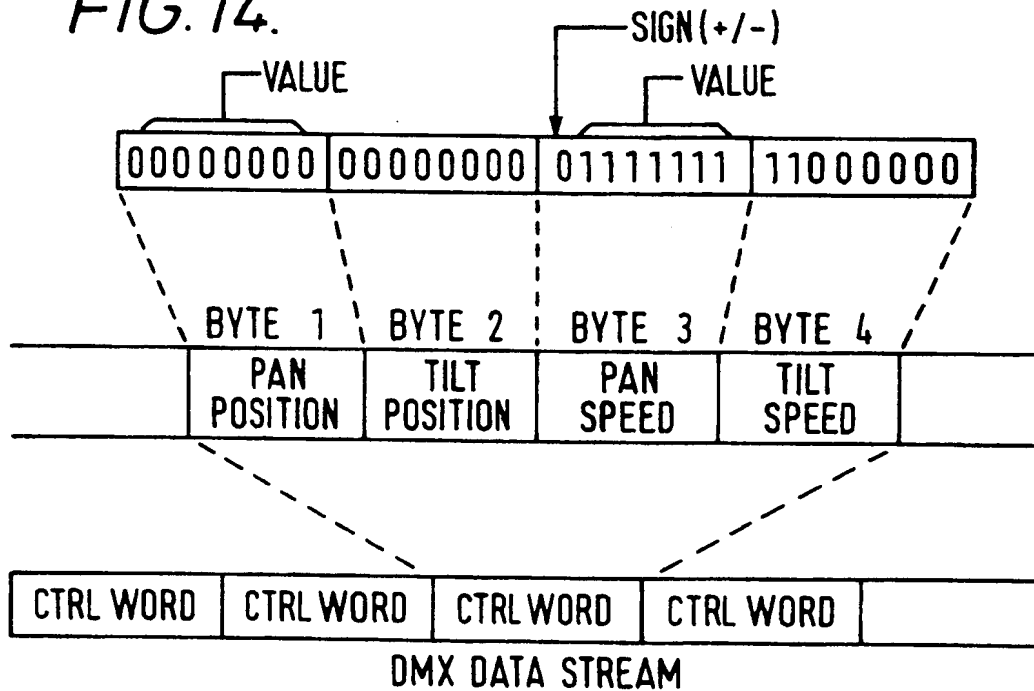 FIG. 14.
SIGN (+/-)
VALUE
VALUE
00000000 00000000 01111111 11000000
BYTE 1 BYTE 2 BYTE 3 BYTE 4
PAN POSITION
TILT POSITION
PAN SPEED
TILT SPEED
CTRL WORD CTRL WORD CTRL WORD CTRL WORD
DMX DATA STREAM